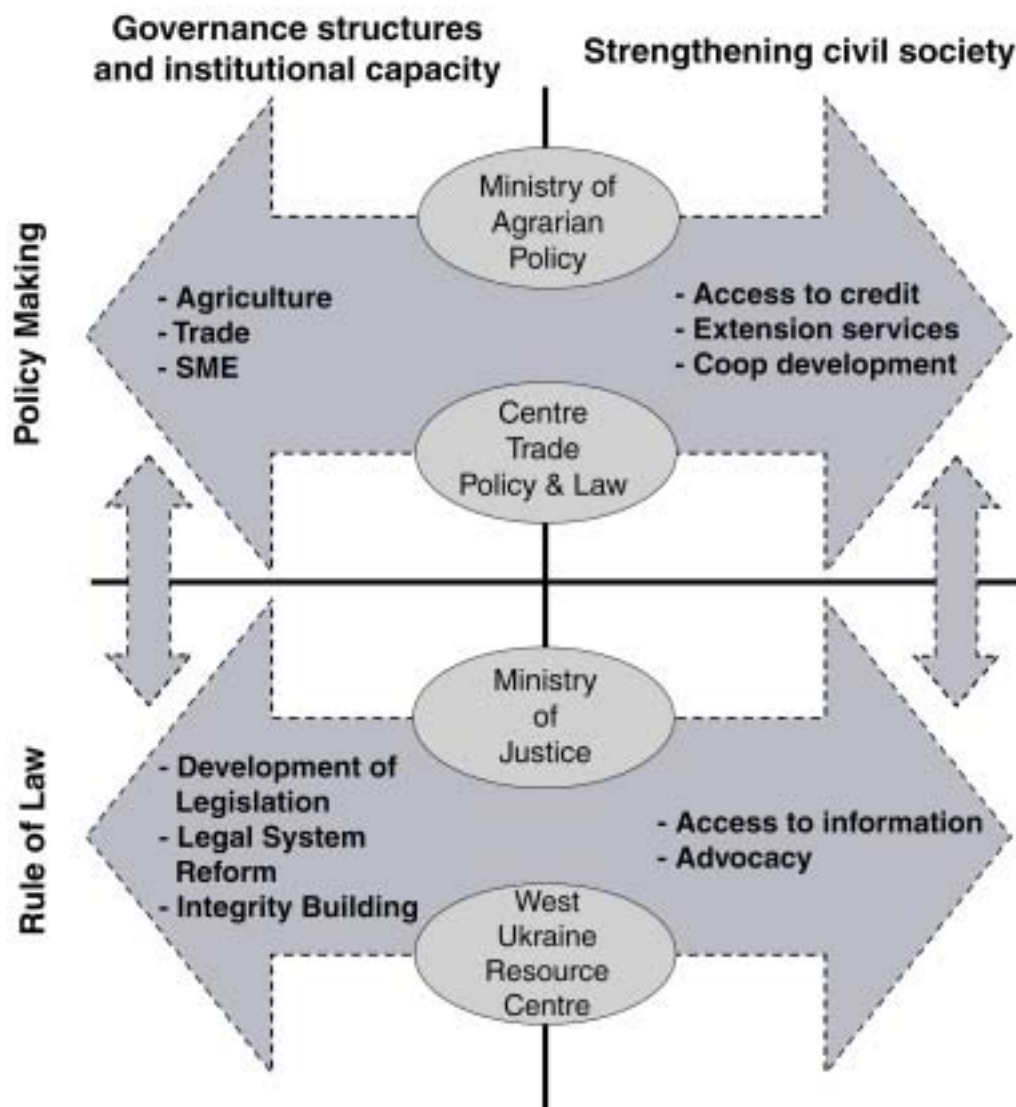 Governance structures
and institutional capacity
Strengthening civil society
Policy Making
Ministry of
Agrarian
Policy
- Agriculture
- Trade
- SME
- Access to credit
- Extension services
- Coop development
Centre
Trade
Policy & Law
Rule of Law
Ministry
of
Justice
- Development of
Legislation
- Legal System
Reform
- Integrity Building
- Access to information
- Advocacy
West
Ukraine
Resource
Centre